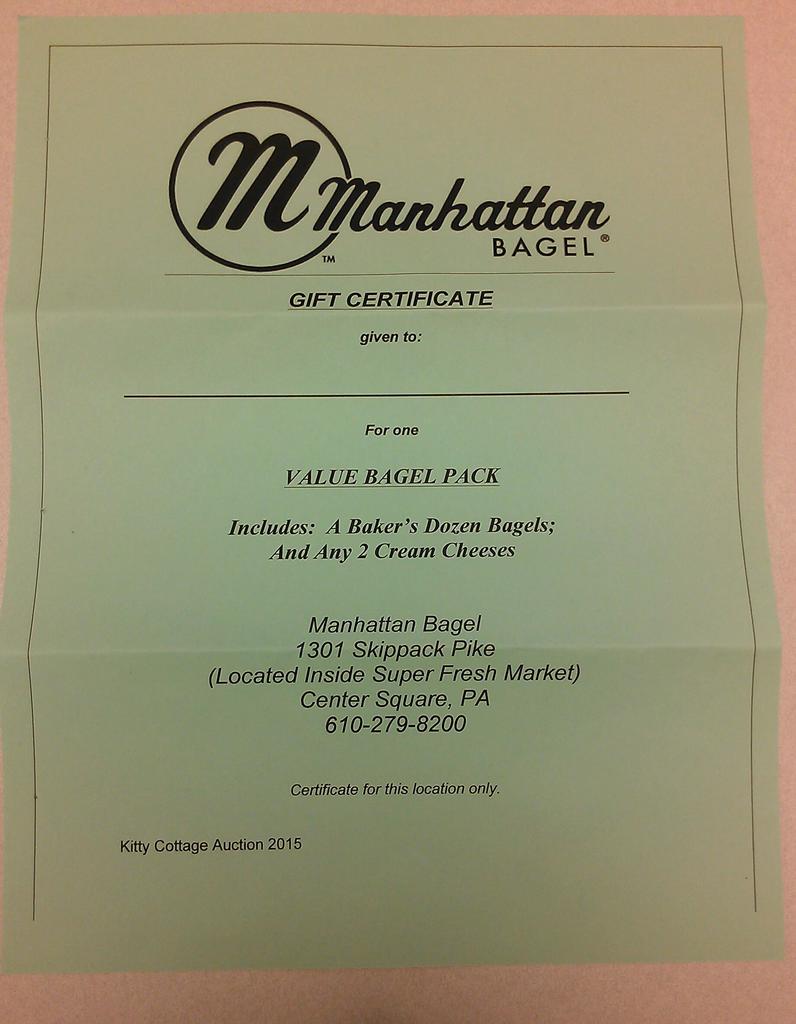 M Manhattan
™ BAGEL®
GIFT CERTIFICATE
given to:
For one
VALUE BAGEL PACK
Includes: A Baker's Dozen Bagels;
And Any 2 Cream Cheeses
Manhattan Bagel
1301 Skippack Pike
(Located Inside Super Fresh Market)
Center Square, PA
610-279-8200
Certificate for this location only.
Kitty Cottage Auction 2015